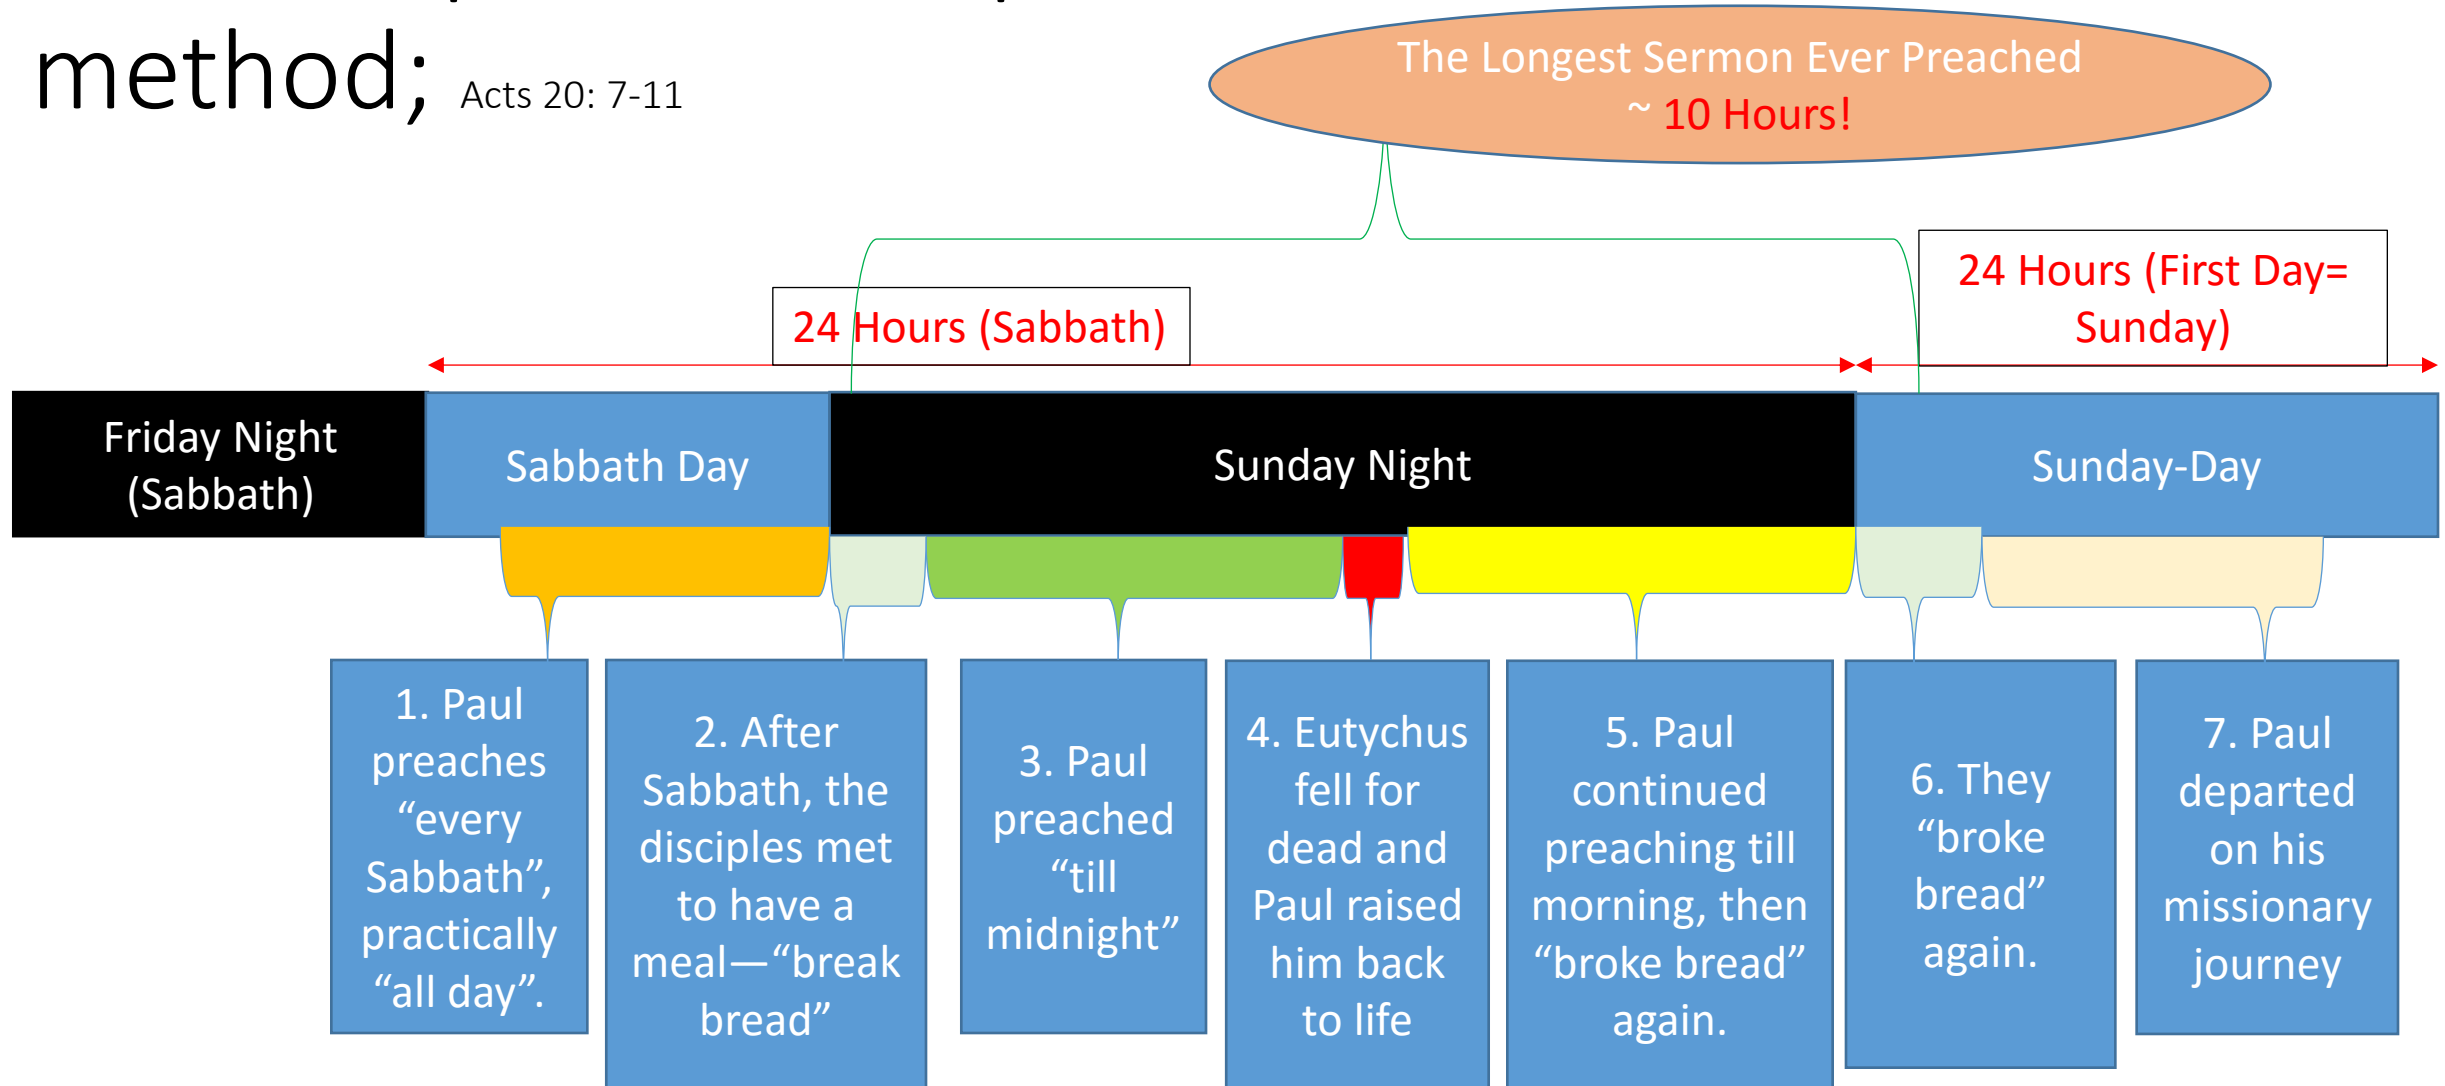 method; Acts 20: 7-11
The Longest Sermon Ever Preached
~ 10 Hours!
24 Hours (Sabbath)
24 Hours (First Day=
Sunday)
Friday Night
(Sabbath)
Sabbath Day
Sunday Night
Sunday-Day
1. Paul
preaches
“every
Sabbath”,
practically
“all day”.
2. After
Sabbath, the
disciples met
to have a
meal—“break
bread”
3. Paul
preached
“till
midnight”
4. Eutychus
fell for
dead and
Paul raised
him back
to life
5. Paul
continued
preaching till
morning, then
“broke bread”
again.
6. They
“broke
bread”
again.
7. Paul
departed
on his
missionary
journey